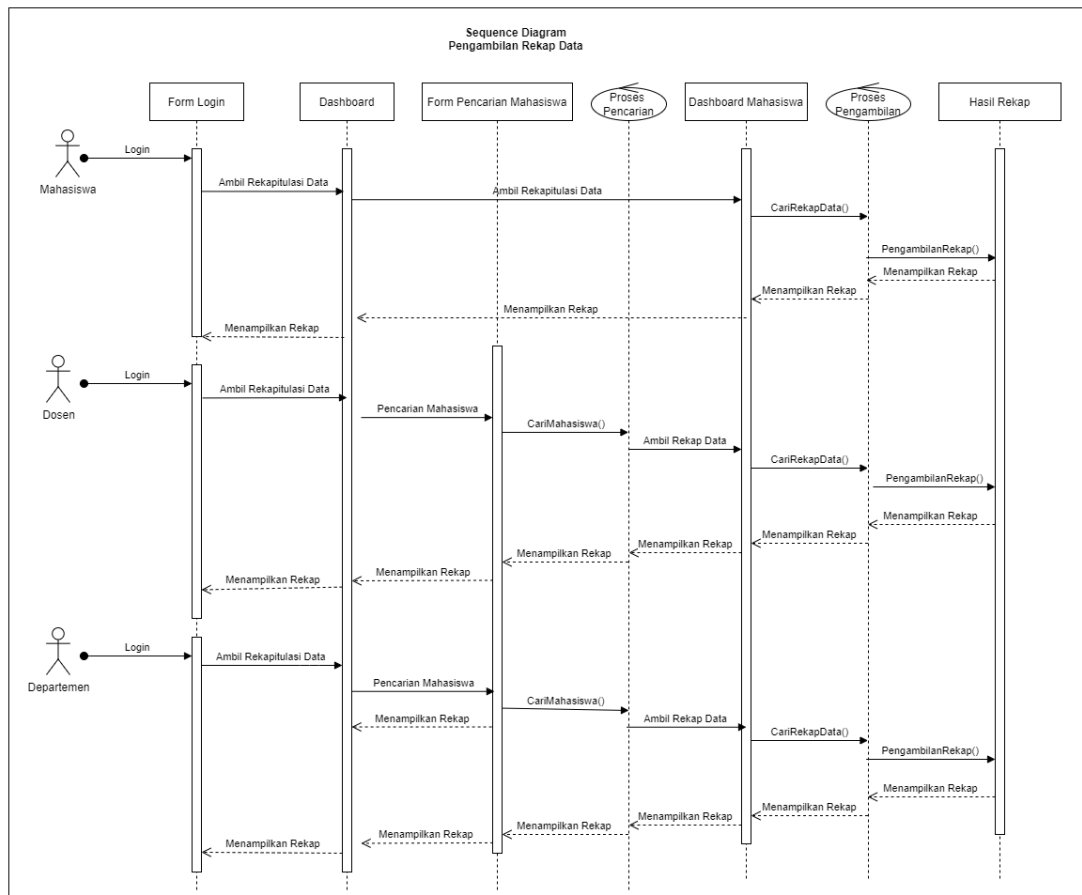 Sequence Diagram
Pengambilan Rekap Data
Form Login
Dashboard
Form Pencarian Mahasiswa
Proses
Pencarian
Dashboard Mahasiswa
Proses
Pengambilan
Hasil Rekap
Mahasiswa
Login
Ambil Rekapitulasi Data
Ambil Rekapitulasi Data
CariRekapData()
PengambilanRekap()
Menampilkan Rekap
Menampilkan Rekap
Menampilkan Rekap
Menampilkan Rekap
Dosen
Login
Ambil Rekapitulasi Data
Pencarian Mahasiswa
CariMahasiswa()
Ambil Rekap Data
CariRekapData()
PengambilanRekap()
Menampilkan Rekap
Menampilkan Rekap
Menampilkan Rekap
Menampilkan Rekap
Menampilkan Rekap
Menampilkan Rekap
Departemen
Login
Ambil Rekapitulasi Data
Pencarian Mahasiswa
CariMahasiswa()
Menampilkan Rekap
Ambil Rekap Data
CariRekapData()
PengambilanRekap()
Menampilkan Rekap
Menampilkan Rekap
Menampilkan Rekap
Menampilkan Rekap
Menampilkan Rekap
Menampilkan Rekap